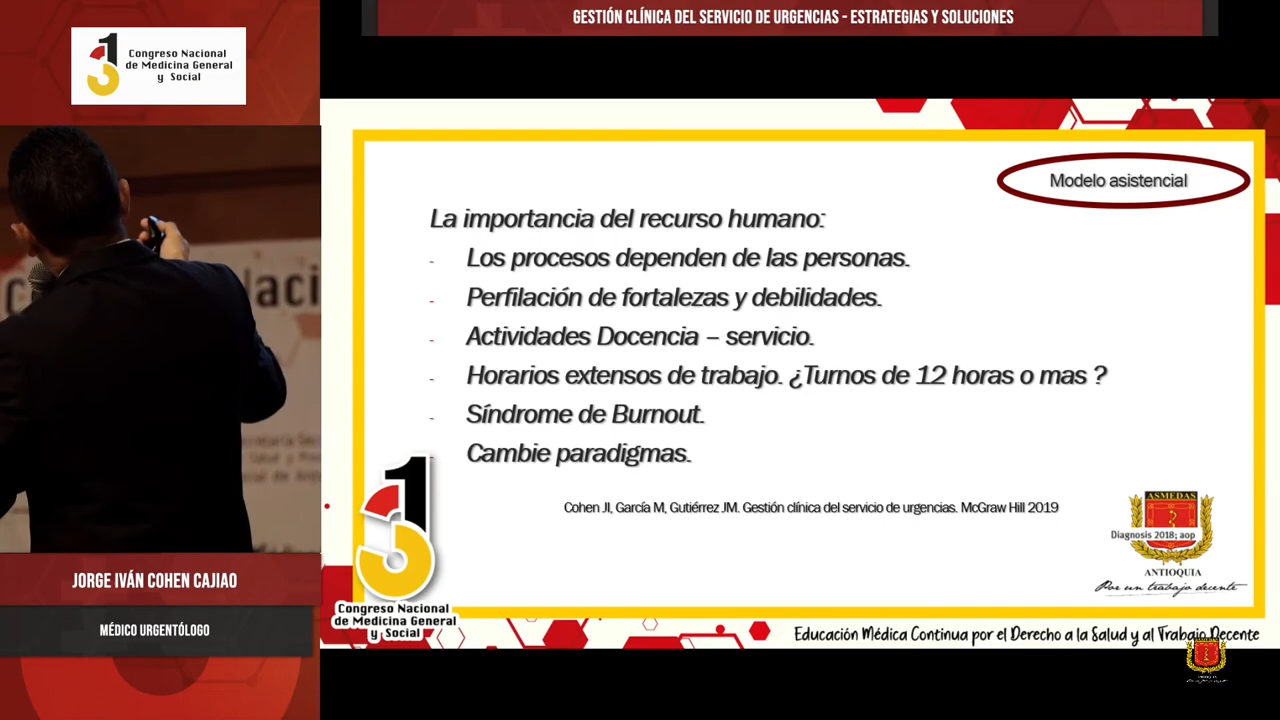 GESTIÓN CLÍNICA DEL SERVICIO DE URGENCIAS - ESTRATEGIAS Y SOLUCIONES
13
Congreso Nacional
de Medicina General
y Social
Modelo asistencial
La importancia del recurso humano:
- Los procesos dependen de las personas.
- Perfilación de fortalezas y debilidades.
- Actividades Docencia – servicio.
- Horarios extensos de trabajo. ¿Turnos de 12 horas o mas ?
- Síndrome de Burnout.
- Cambie paradigmas.
Cohen JI, García M, Gutiérrez JM. Gestión clínica del servicio de urgencias. McGraw Hill 2019
ASMEDAS
Diagnosis 2018; aop
ANTIOQUIA
Por un trabajo decente
13
Congreso Nacional
de Medicina General
y Social
Educación Médica Continua por el Derecho a la Salud y al Trabajo Decente
JORGE IVÁN COHEN CAJIAO
MÉDICO URGENTÓLOGO